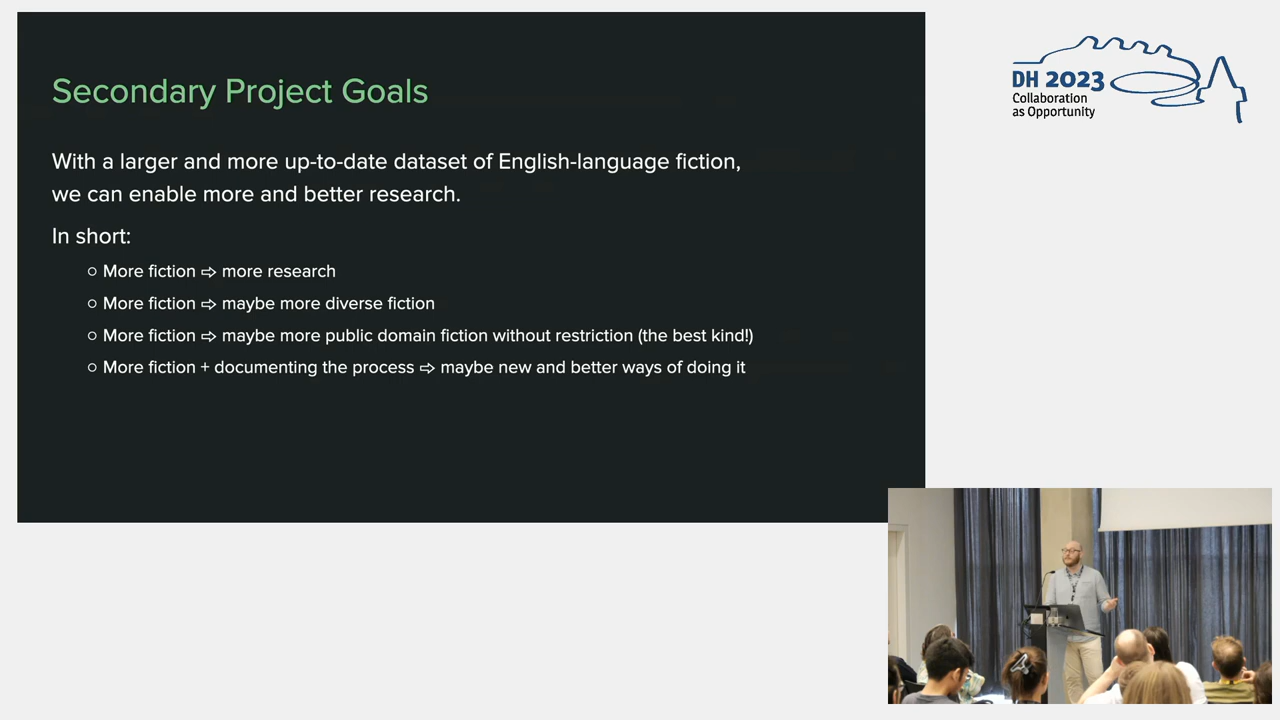 Secondary Project Goals
With a larger and more up-to-date dataset of English-language fiction,
we can enable more and better research.
In short:
○ More fiction ⇨ more research
○ More fiction ⇨ maybe more diverse fiction
○ More fiction ⇨ maybe more public domain fiction without restriction (the best kind!)
○ More fiction + documenting the process ⇨ maybe new and better ways of doing it
DH 2023
Collaboration
as Opportunity